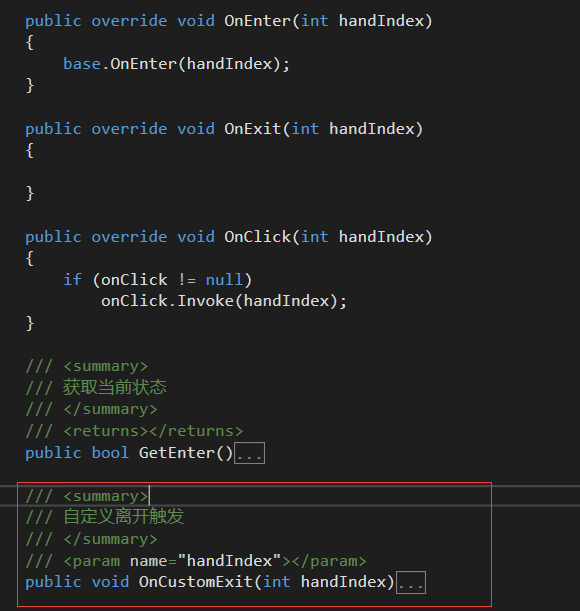 public override void OnEnter(int handIndex)
{
base.OnEnter(handIndex);
}
public override void OnExit(int handIndex)
{
}
public override void OnClick(int handIndex)
{
if (onClick != null)
onClick.Invoke(handIndex);
}
/// <summary>
/// 获取当前状态
/// </summary>
/// <returns></returns>
public bool GetEnter()...
/// <summary>
/// 自定义离开触发
/// </summary>
/// <param name="handIndex"></param>
public void OnCustomExit(int handIndex)...